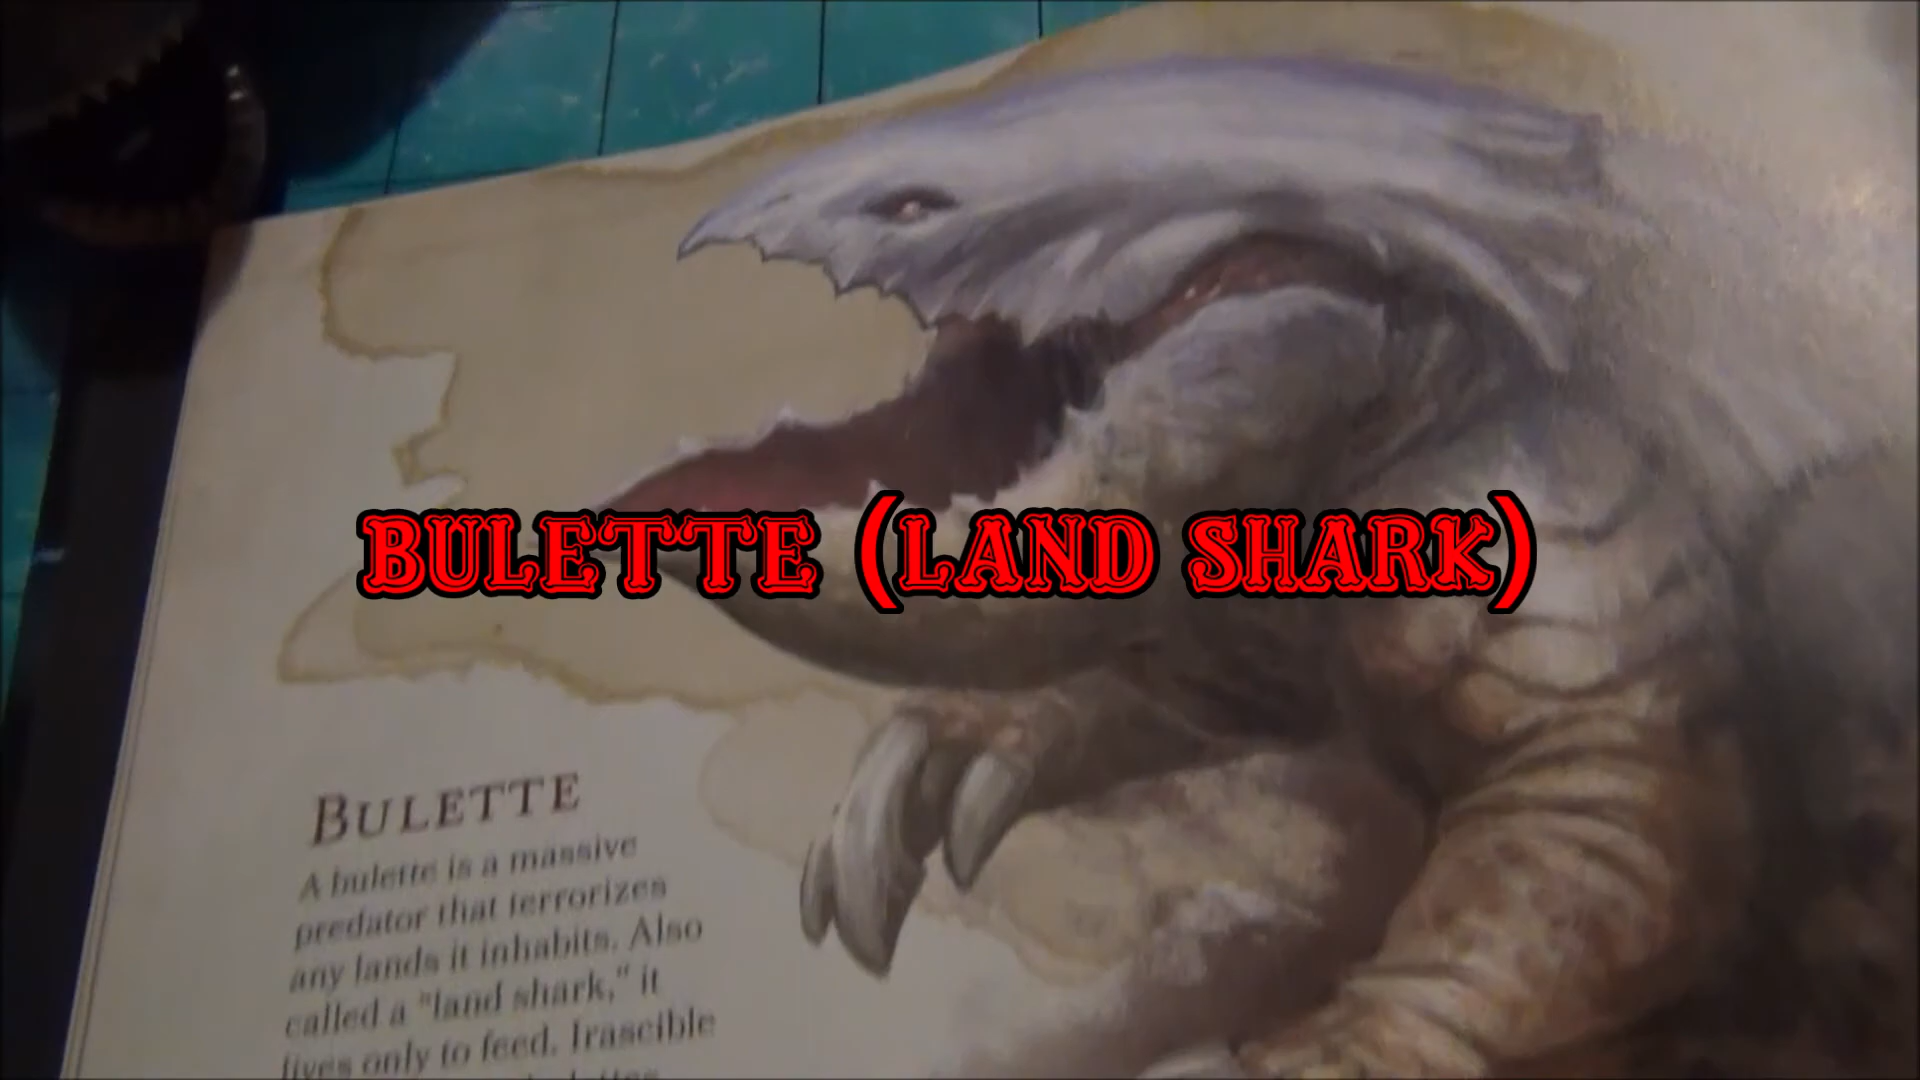 BULETTE (LAND SHARK)
BULETTE
A bulette is a massive
predator that terrorizes
any lands it inhabits. Also
called a "land shark," it
lives only to feed. Irascible